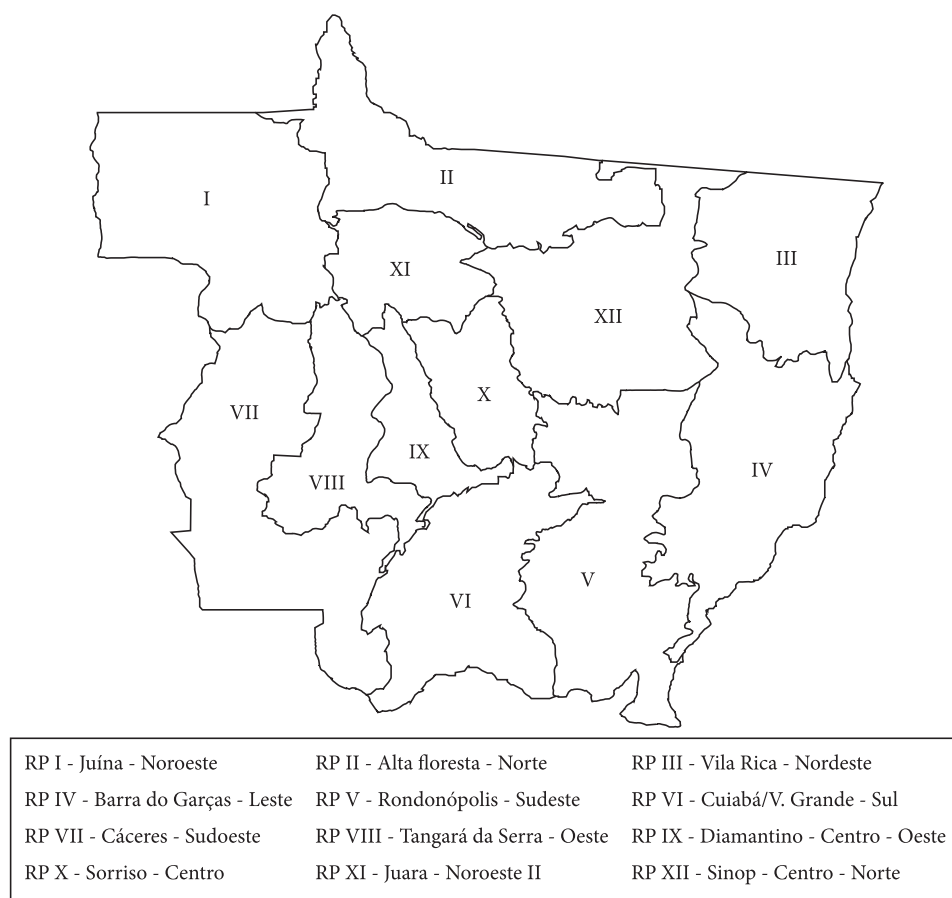 II
I
III
XI
XII
X
VII
IX
IV
VIII
V
VI
RP I - Juína - Noroeste RP II - Alta floresta - Norte RP III - Vila Rica - Nordeste
RP IV - Barra do Garças - Leste RP V - Rondonópolis - Sudeste RP VI - Cuiabá/V. Grande - Sul
RP VII - Cáceres - Sudoeste RP VIII - Tangará da Serra - Oeste RP IX - Diamantino - Centro - Oeste
RP X - Sorriso - Centro RP XI - Juara - Noroeste II RP XII - Sinop - Centro - Norte